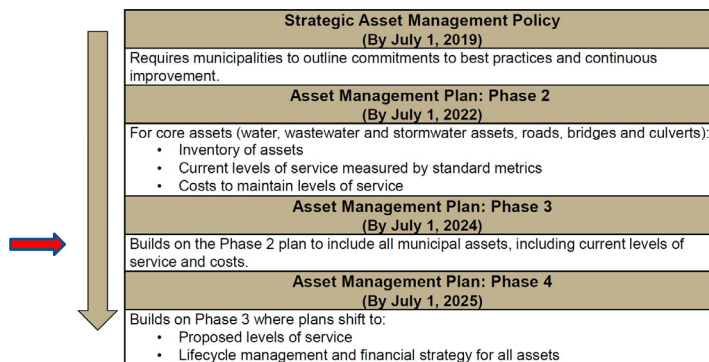 Strategic Asset Management Policy
(By July 1, 2019)
Requires municipalities to outline commitments to best practices and continuous
improvement.
Asset Management Plan: Phase 2
(By July 1, 2022)
For core assets (water, wastewater and stormwater assets, roads, bridges and culverts):
• Inventory of assets
• Current levels of service measured by standard metrics
• Costs to maintain levels of service
Asset Management Plan: Phase 3
(By July 1, 2024)
Builds on the Phase 2 plan to include all municipal assets, including current levels of
service and costs.
Asset Management Plan: Phase 4
(By July 1, 2025)
Builds on Phase 3 where plans shift to:
• Proposed levels of service
• Lifecycle management and financial strategy for all assets